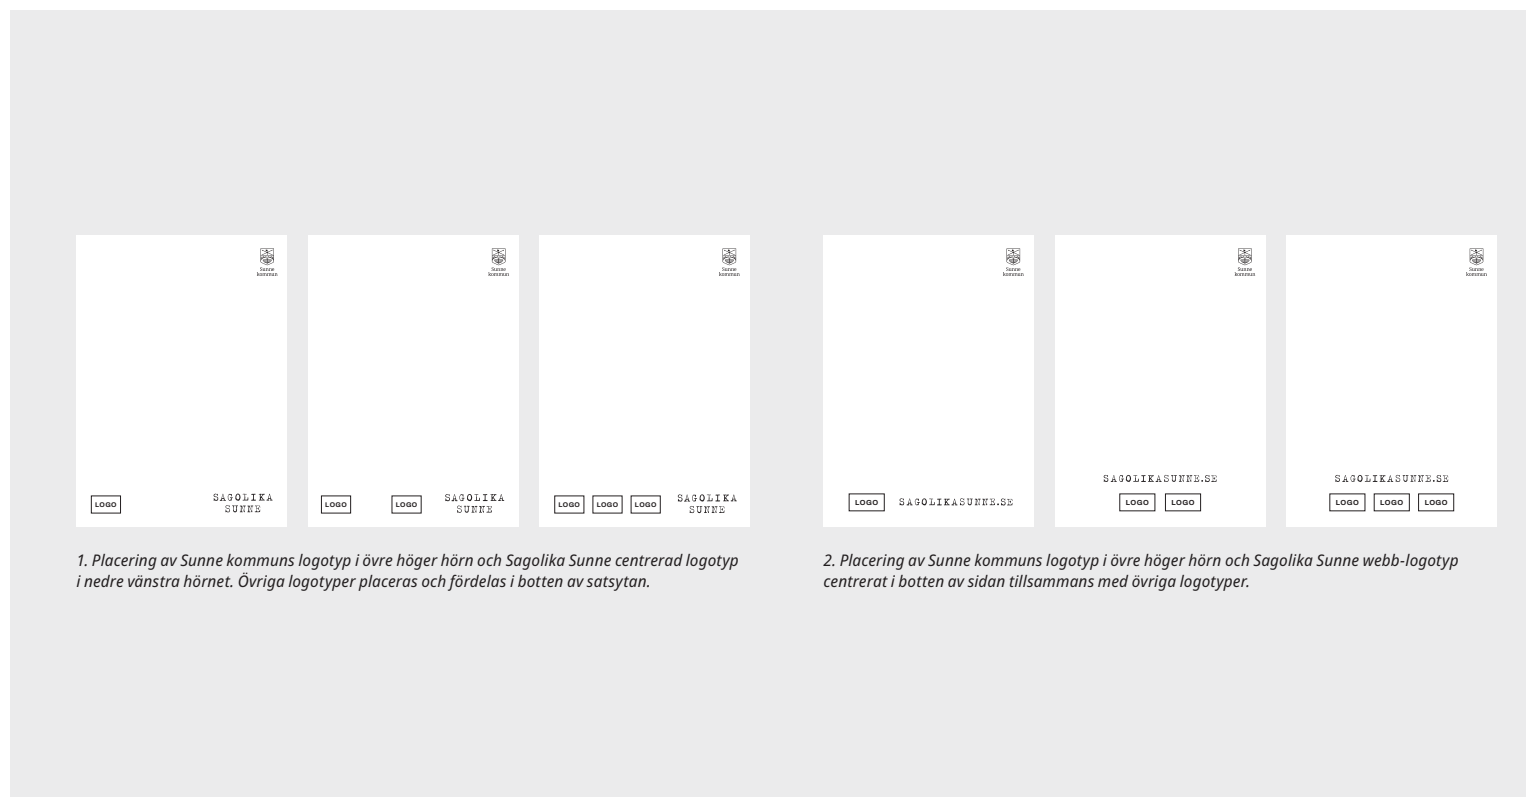 Sunne
kommun
LOGO
SAGOLIKA
SUNNE
Sunne
kommun
LOGO
LOGO
SAGOLIKA
SUNNE
Sunne
kommun
LOGO
LOGO
LOGO
SAGOLIKA
SUNNE
1. Placering av Sunne kommuns logotyp i övre höger hörn och Sagolika Sunne centrerad logotyp
i nedre vänstra hörnet. Övriga logotyper placeras och fördelas i botten av satsytan.
Sunne
kommun
LOGO
SAGOLIKASUNNE.SE
Sunne
kommun
SAGOLIKASUNNE.SE
LOGO
LOGO
Sunne
kommun
SAGOLIKASUNNE.SE
LOGO
LOGO
LOGO
2. Placering av Sunne kommuns logotyp i övre höger hörn och Sagolika Sunne webb-logotyp
centrerat i botten av sidan tillsammans med övriga logotyper.